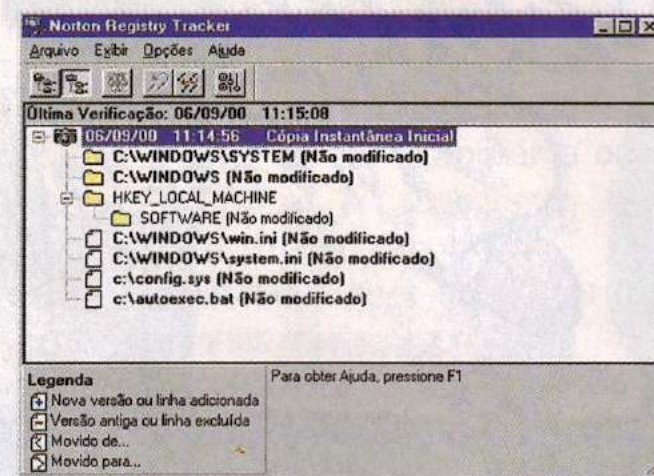 Norton Registry Tracker
Arquivo Exibir Opções Ajuda
Última Verificação: 06/09/00 11:15:08
06/09/00 11:14:56 Cópia Instantânea Inicial
C:\WINDOWS\SYSTEM (Não modificado)
C:\WINDOWS (Não modificado)
HKEY_LOCAL_MACHINE
SOFTWARE (Não modificado)
C:\WINDOWS\win.ini (Não modificado)
C:\WINDOWS\system.ini (Não modificado)
c:\config.sys (Não modificado)
c:\autoexec.bat (Não modificado)
Legenda
Nova versão ou linha adicionada
Versão antiga ou linha excluída
Movido de...
Movido para...
Para obter Ajuda, pressione F1